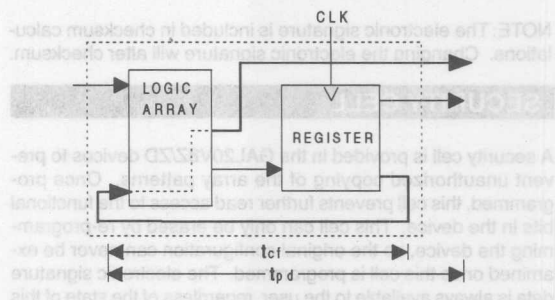 CLK
NOTE: The electronic signature is included in checksum calcu-
lations. Changing the electronic signature will alter checksum.
LOGIC
ARRAY
SECURITY CELL
REGISTER
A security cell is provided in the GAL20V8Z/ZD devices to pre-
vent unauthorized copying of the array patterns. Once pro-
grammed, this cell prevents further read access to the functional
bits in the device. This cell can only be erased by re-program-
ming the device, so the original configuration can never be ex-
amined once this cell is programmed. The electronic signature
data is always available to the user, regardless of the state of this
tcf
tpd